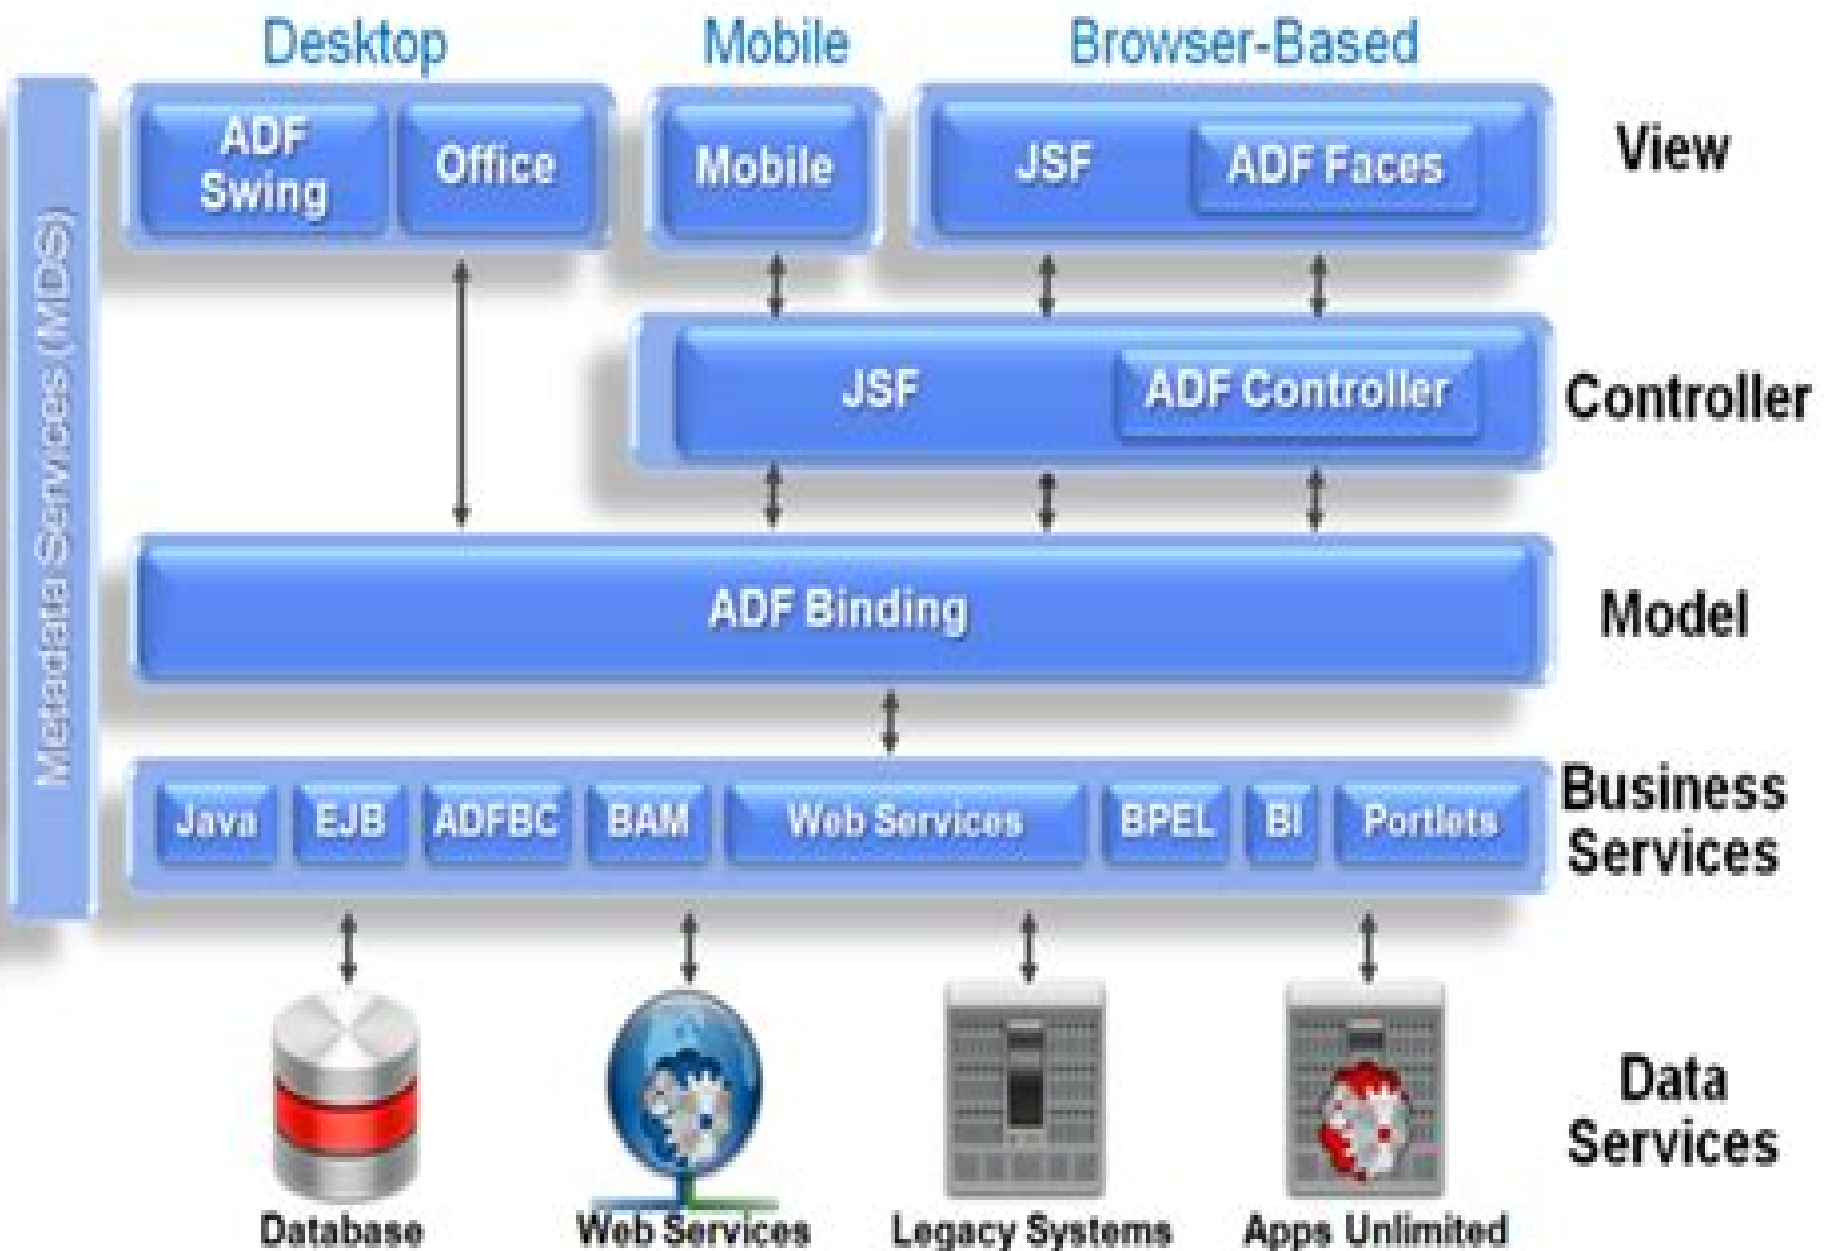 Desktop
Mobile
Browser-Based
Metadata Services (MDS)
ADF
Swing
Office
Mobile
JSF
ADF Faces
View
JSF
ADF Controller
Controller
ADF Binding
Model
Java
EJB
ADFBC
BAM
Web Services
BPEL
BI
Portlets
Business
Services
Data
Services
Database
Web Services
Legacy Systems
Apps Unlimited